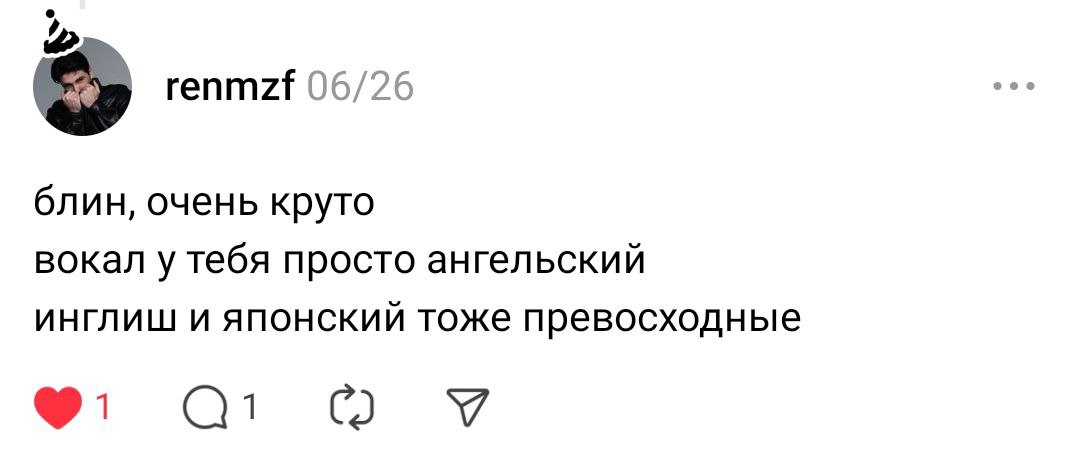 renmzf 06/26
блин, очень круто
вокал у тебя просто ангельский
инглиш и японский тоже превосходные
1 1